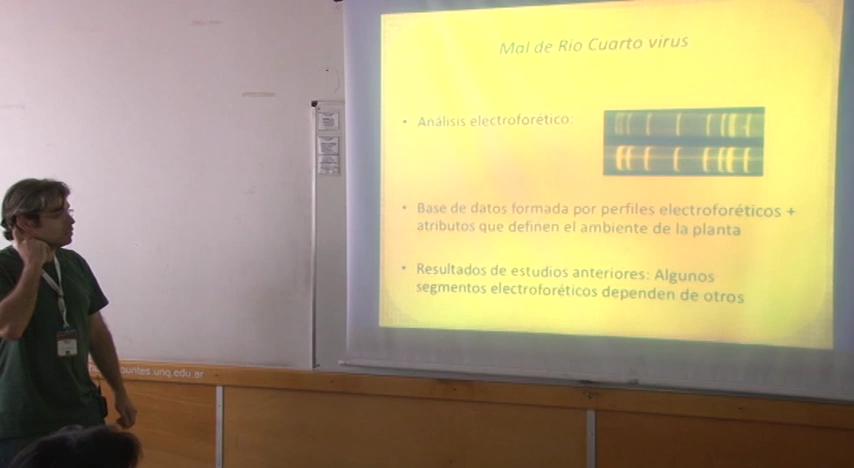 Mal de Rio Cuarto virus
• Análisis electroforético:
• Base de datos formada por perfiles electroforéticos +
atributos que definen el ambiente de la planta
• Resultados de estudios anteriores: Algunos
segmentos electroforéticos dependen de otros
untes.unq.edu.ar